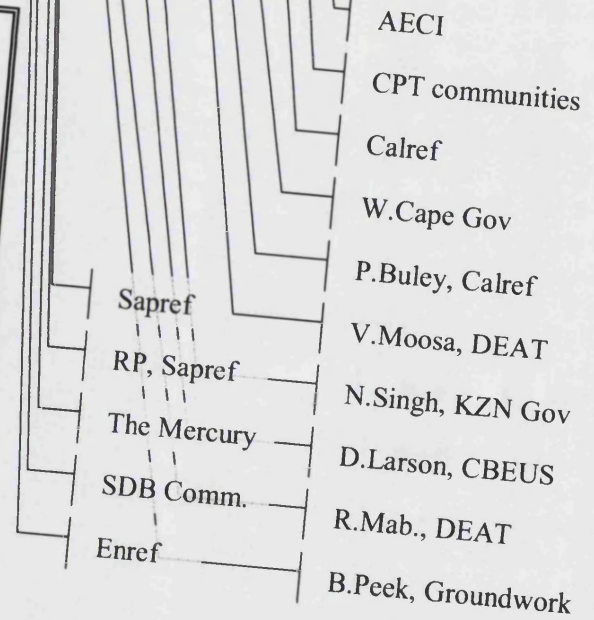 AECI
CPT communities
Calref
W.Cape Gov
P.Buley, Calref
V.Moosa, DEAT
N.Singh, KZN Gov
D.Larson, CBEUS
R.Mab., DEAT
B.Peek, Groundwork
Sapref
RP, Sapref
The Mercury
SDB Comm.
Enref